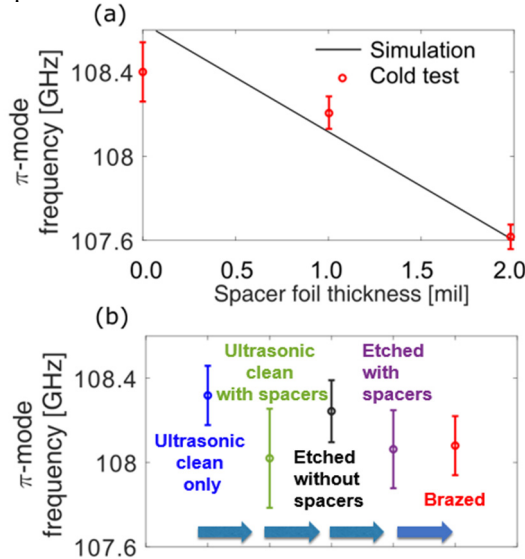 (a)
Simulation
Cold test
π-mode
frequency [GHz]
108.4
108
107.6
0.0
0.5
1.0
1.5
2.0
Spacer foil thickness [mil]
(b)
π-mode
frequency [GHz]
108.4
108
107.6
Ultrasonic
clean
only
Ultrasonic
clean
with spacers
Etched
without
spacers
Etched
with
spacers
Brazed